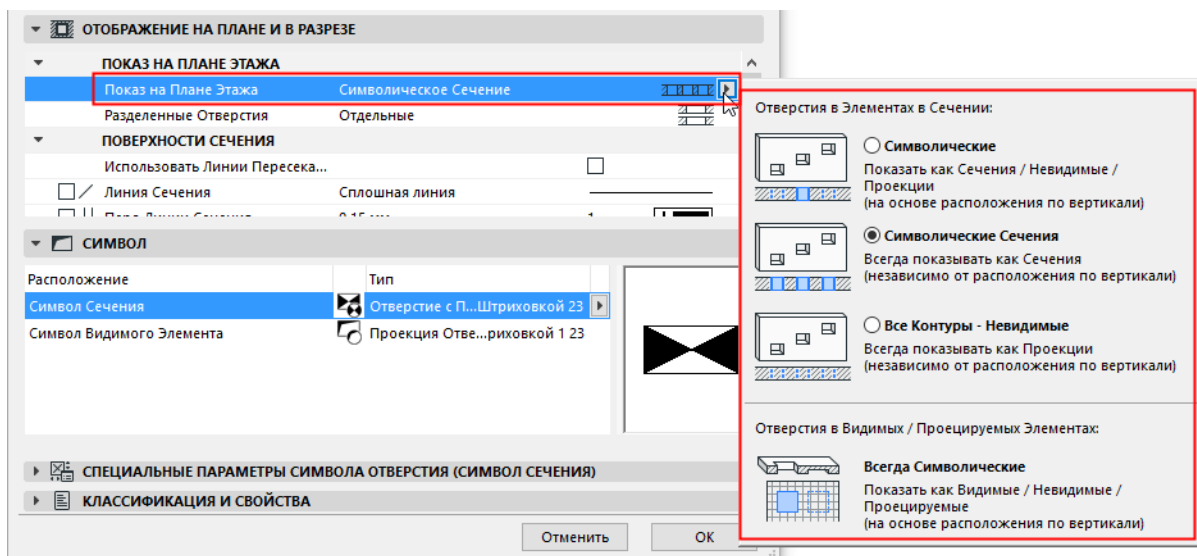 ОТОБРАЖЕНИЕ НА ПЛАНЕ И В РАЗРЕЗЕ
ПОКАЗ НА ПЛАНЕ ЭТАЖА
Показ на Плане Этажа Символическое Сечение
Разделенные Отверстия Отдельные
ПОВЕРХНОСТИ СЕЧЕНИЯ
Использовать Линии Пересека...
Линия Сечения Сплошная линия
СИМВОЛ
Расположение Тип
Символ Сечения Отверстие с П...Штриховкой 23
Символ Видимого Элемента Проекция Отве...риховкой 1 23
СПЕЦИАЛЬНЫЕ ПАРАМЕТРЫ СИМВОЛА ОТВЕРСТИЯ (СИМВОЛ СЕЧЕНИЯ)
КЛАССИФИКАЦИЯ И СВОЙСТВА
Отменить OK
Отверстия в Элементах в Сечении:
Символические
Показать как Сечения / Невидимые /
Проекции
(на основе расположения по вертикали)
Символические Сечения
Всегда показывать как Сечения
(независимо от расположения по вертикали)
Все Контуры - Невидимые
Всегда показывать как Проекции
(независимо от расположения по вертикали)
Отверстия в Видимых / Проецируемых Элементах:
Всегда Символические
Показать как Видимые / Невидимые /
Проецируемые
(на основе расположения по вертикали)